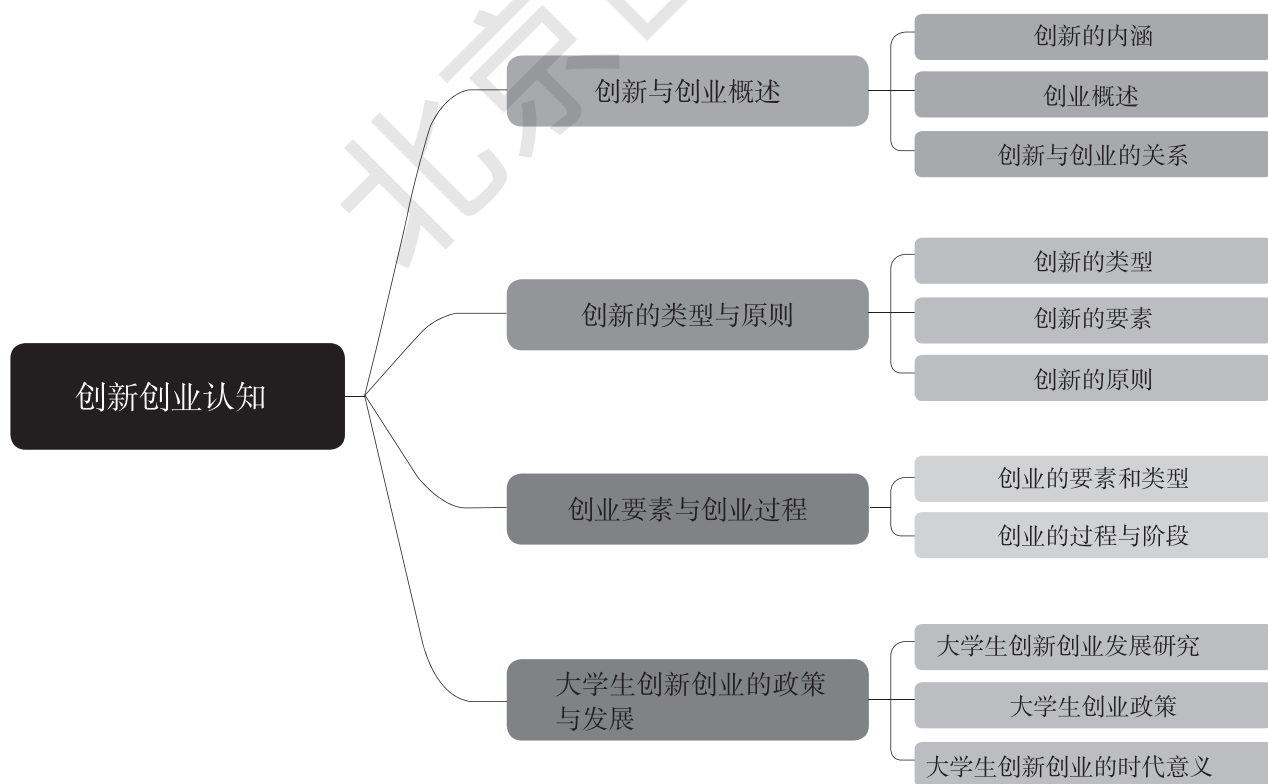 创新创业认知
创新与创业概述
创新的内涵
创业概述
创新与创业的关系
创新的类型与原则
创新的类型
创新的要素
创新的原则
创业要素与创业过程
创业的要素和类型
创业的过程与阶段
大学生创新创业的政策
与发展
大学生创新创业发展研究
大学生创业政策
大学生创新创业的时代意义
北京